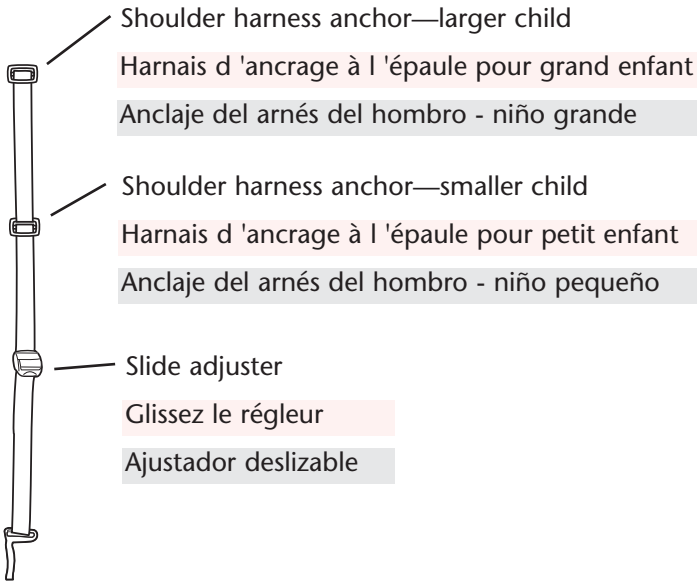 Shoulder harness anchor—larger child
Harnais d 'ancrage à l 'épaule pour grand enfant
Anclaje del arnés del hombro - niño grande
Shoulder harness anchor—smaller child
Harnais d 'ancrage à l 'épaule pour petit enfant
Anclaje del arnés del hombro - niño pequeño
Slide adjuster
Glissez le régleur
Ajustador deslizable